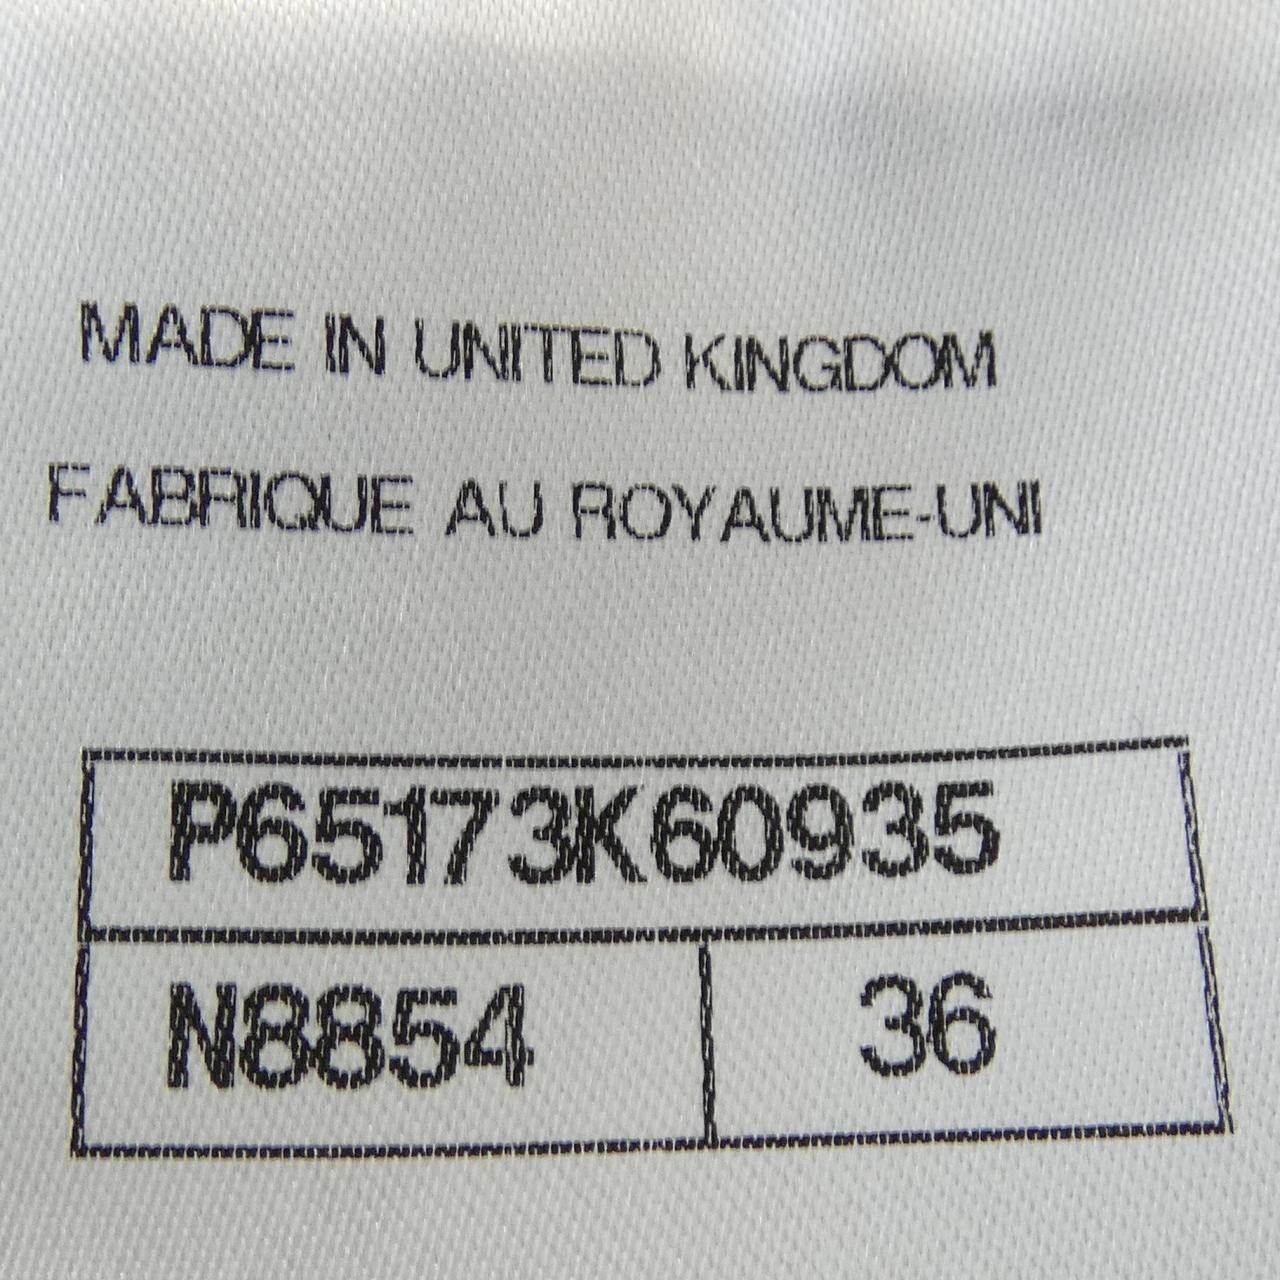 MADE IN UNITED KINGDOM
FABRIQUE AU ROYAUME-UNI
P65173K60935
N8854 36